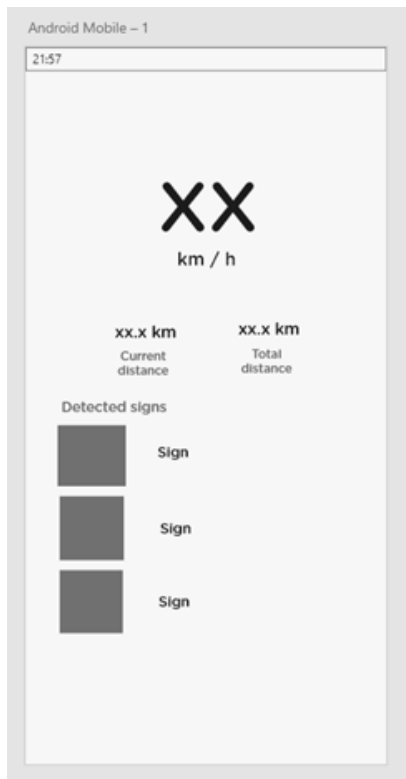 Android Mobile – 1
21:57
xx
km / h
xx.x km
Current
distance
xx.x km
Total
distance
Detected signs
Sign
Sign
Sign